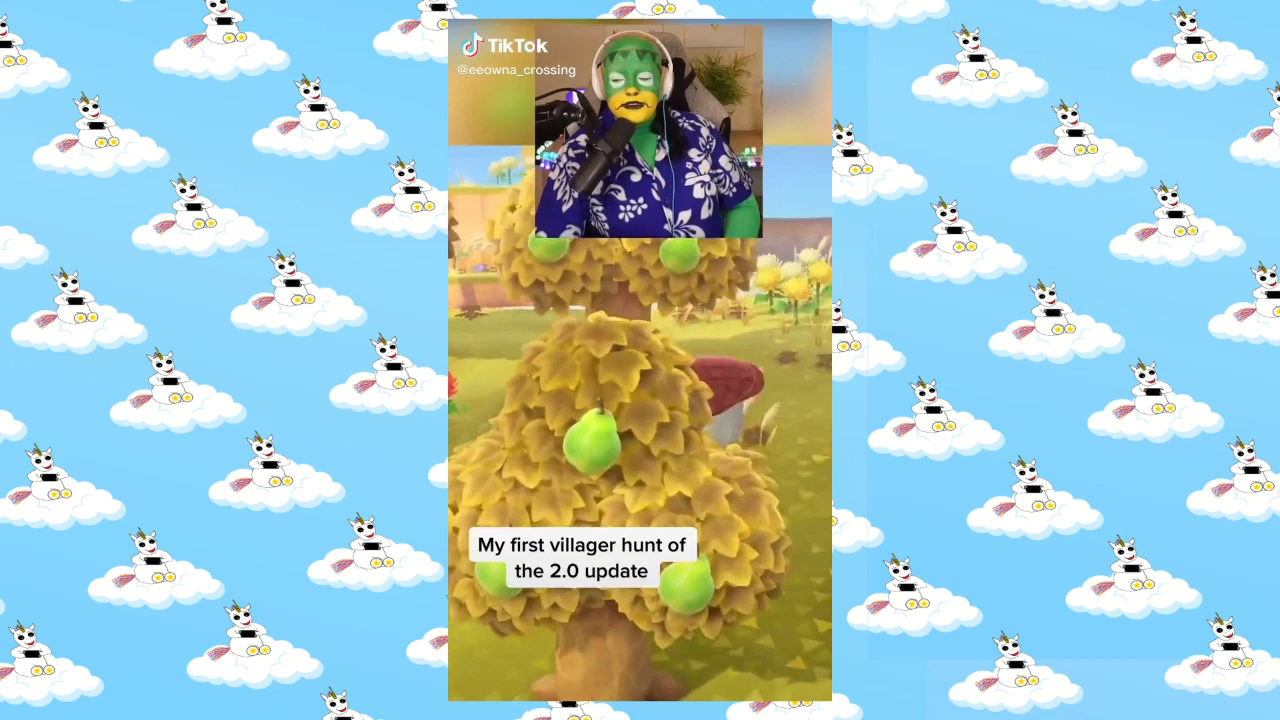 TikTok
@eeowna_crossing
My first villager hunt of
the 2.0 update